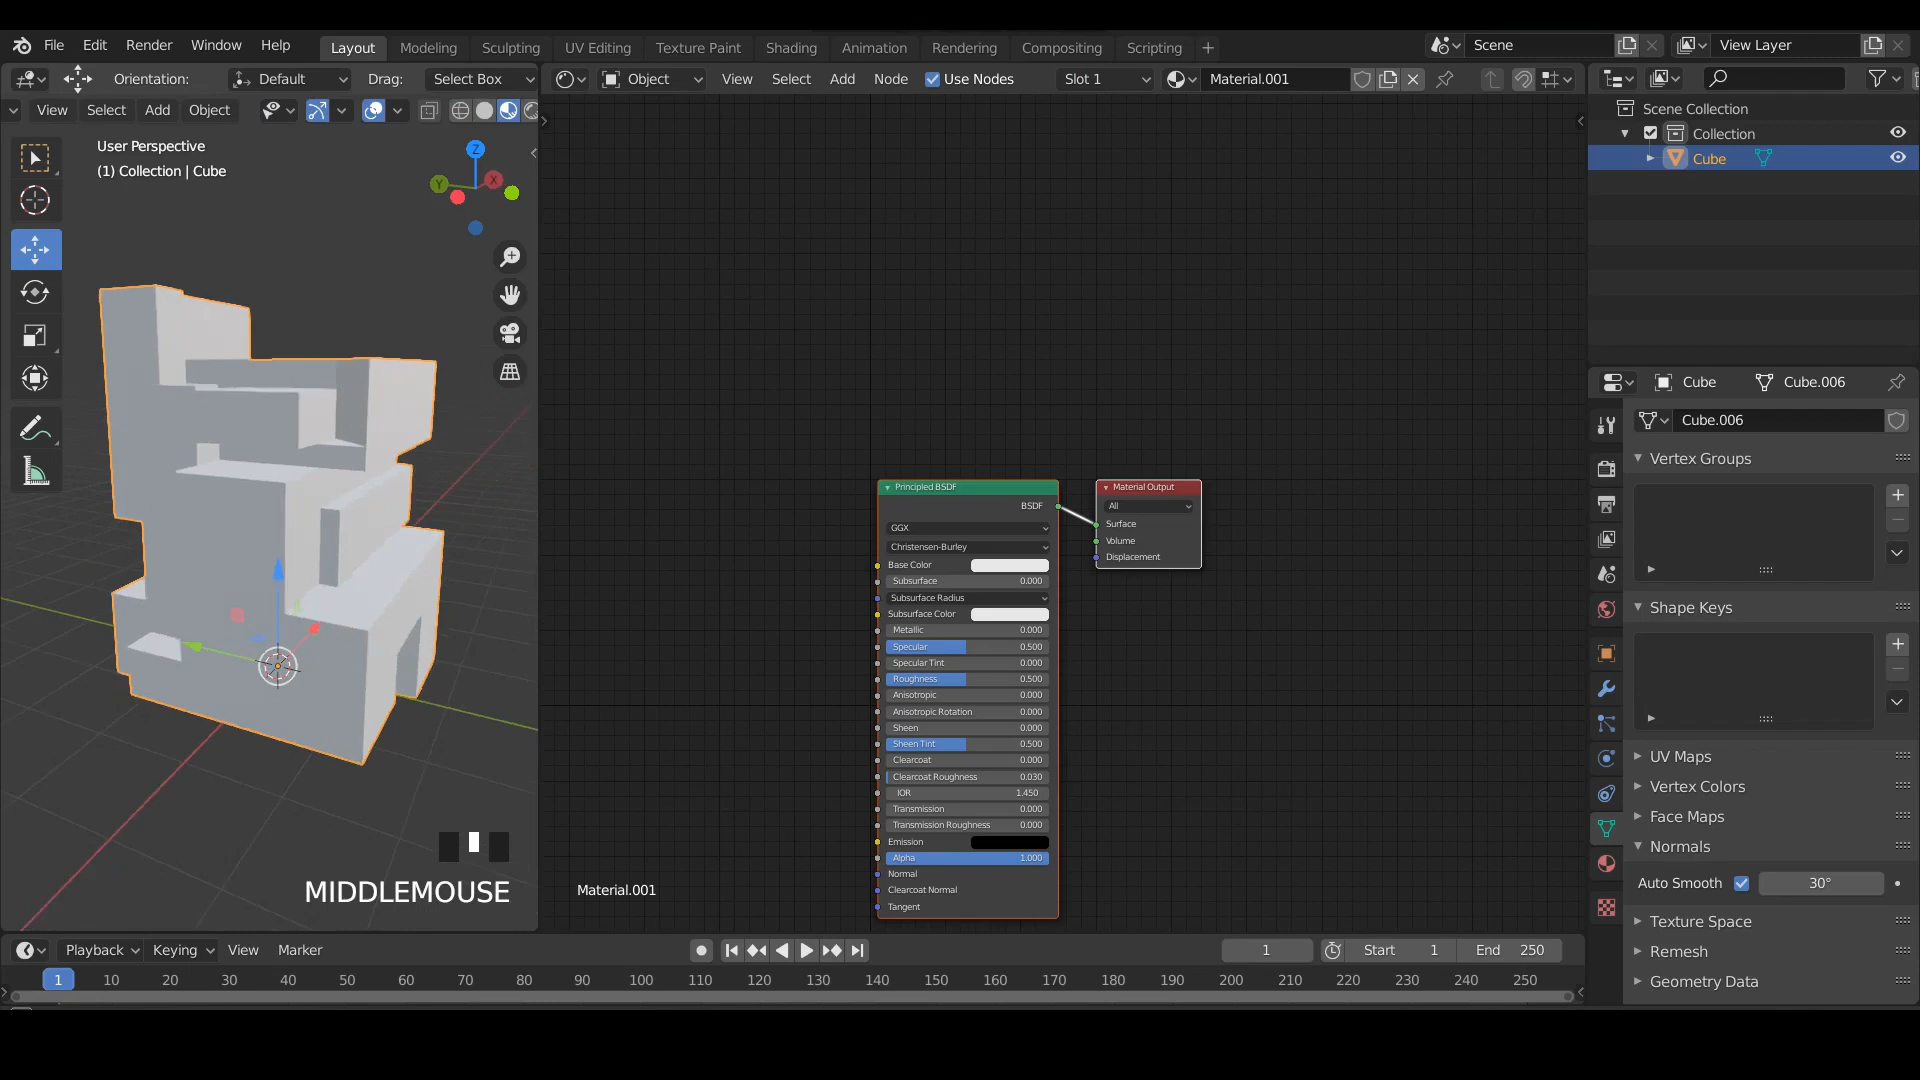 File Edit Render Window Help Layout Modeling Sculpting UV Editing Texture Paint Shading Animation Rendering Compositing Scripting + Scene View Layer
Orientation: Default Drag: Select Box Object View Select Add Node Use Nodes Slot 1 Material.001
View Select Add Object
User Perspective
(1) Collection | Cube
Z
Y
X
Scene Collection
Collection
Cube
Cube Cube.006
Cube.006
Vertex Groups
Shape Keys
UV Maps
Vertex Colors
Face Maps
Normals
Auto Smooth 30°
Texture Space
Remesh
Geometry Data
Principled BSDF
BSDF
GGX
Christensen-Burley
Base Color
Subsurface 0.000
Subsurface Radius
Subsurface Color
Metallic 0.000
Specular 0.500
Specular Tint 0.000
Roughness 0.500
Anisotropic 0.000
Anisotropic Rotation 0.000
Sheen 0.000
Sheen Tint 0.500
Clearcoat 0.000
Clearcoat Roughness 0.030
IOR 1.450
Transmission 0.000
Transmission Roughness 0.000
Emission
Alpha 1.000
Normal
Clearcoat Normal
Tangent
Material Output
All
Surface
Volume
Displacement
MIDDLEMOUSE
Material.001
Playback Keying View Marker 1 Start 1 End 250
1 10 20 30 40 50 60 70 80 90 100 110 120 130 140 150 160 170 180 190 200 210 220 230 240 250